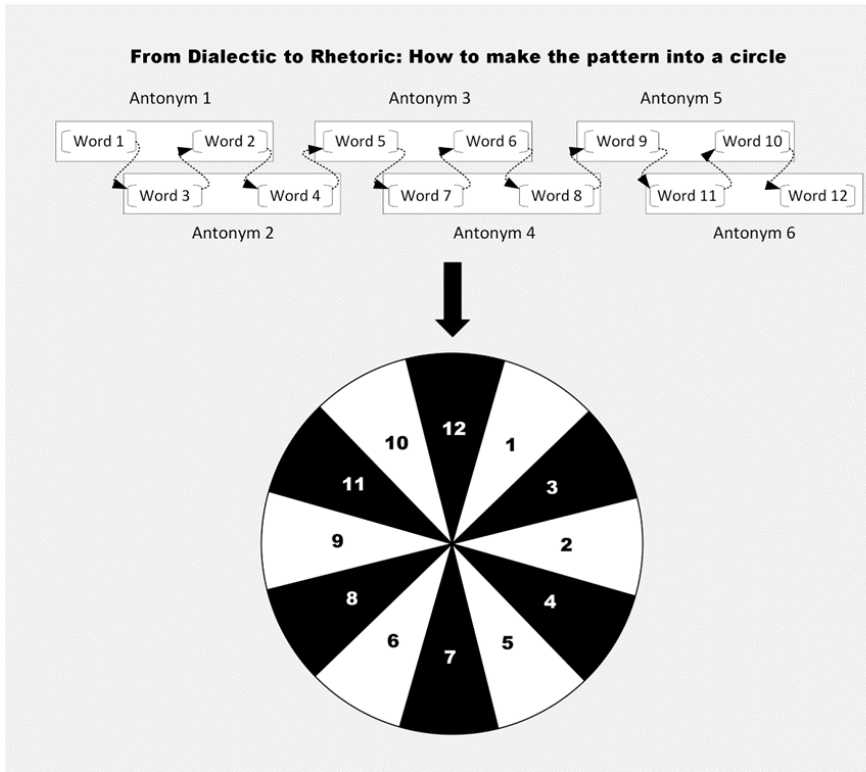 From Dialectic to Rhetoric: How to make the pattern into a circle
Antonym 1 Antonym 3 Antonym 5
Word 1 Word 2 Word 5 Word 6 Word 9 Word 10
Word 3 Word 4 Word 7 Word 8 Word 11 Word 12
Antonym 2 Antonym 4 Antonym 6
12
1
3
2
4
5
7
6
8
9
11
10